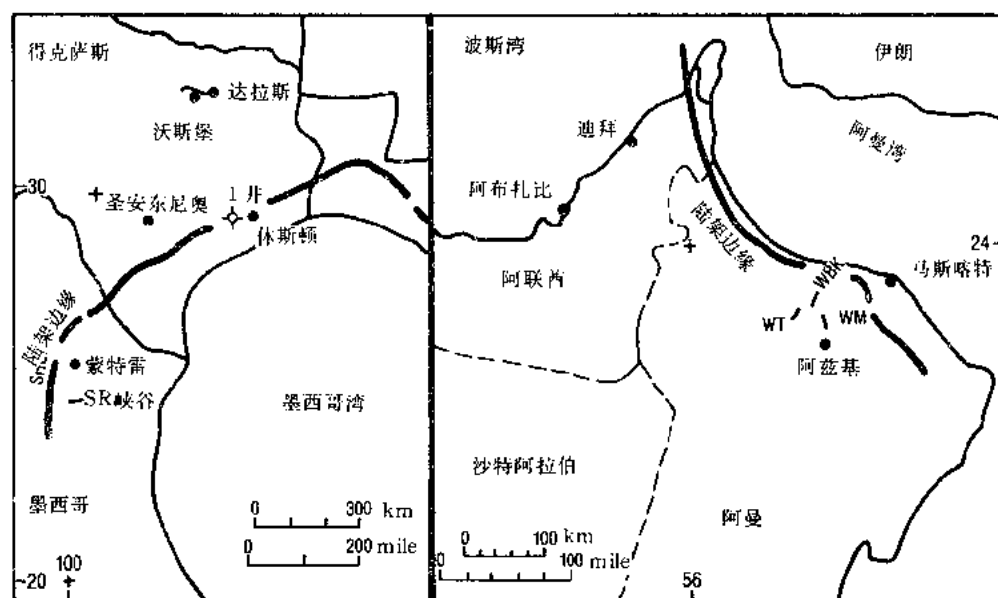 得克萨斯
达拉斯
沃斯堡
30
圣安东尼奥
1井
休斯顿
陆架边缘
蒙特雷
SR峡谷
墨西哥湾
墨西哥
0 300 km
0 200 mile
100
20
波斯湾
伊朗
迪拜
阿曼湾
阿布扎比
陆架边缘
24
马斯喀特
阿联酋
WBK
WT
WM
阿兹基
沙特阿拉伯
阿曼
0 100 km
0 100 mile
56